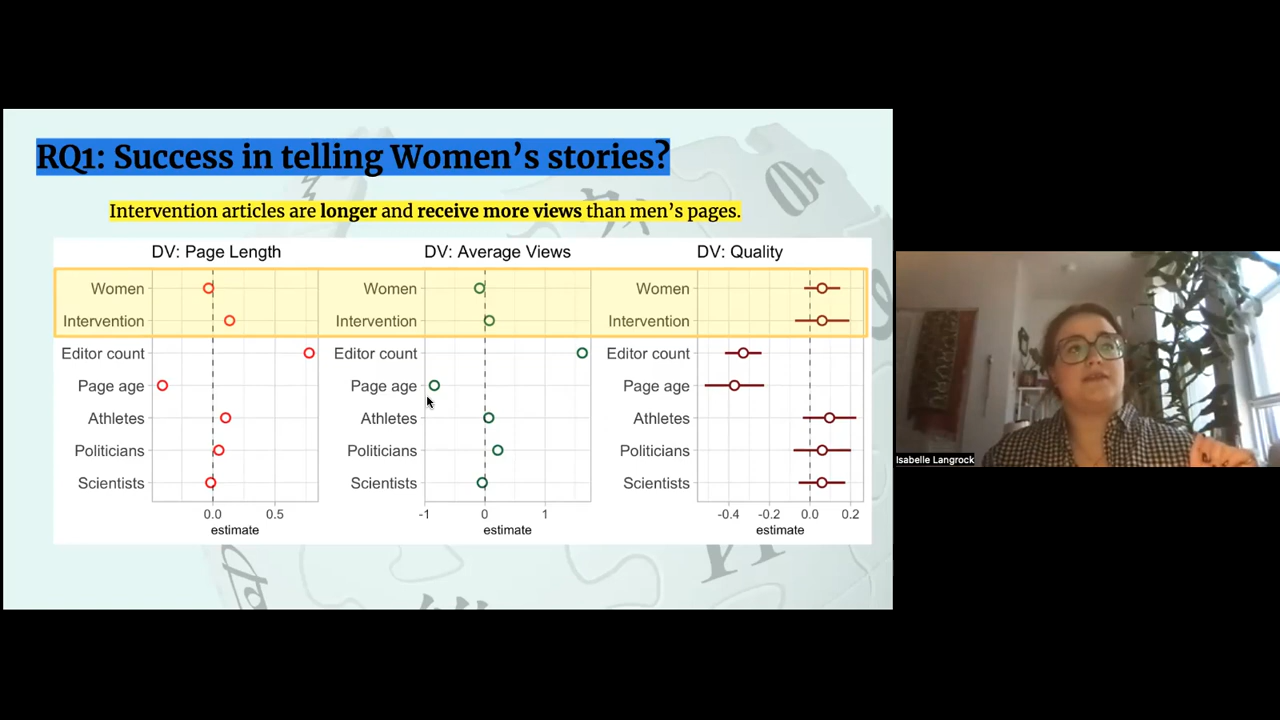 RQ1: Success in telling Women's stories?
Intervention articles are longer and receive more views than men's pages.
DV: Page Length
Women
Intervention
Editor count
Page age
Athletes
Politicians
Scientists
0.0 0.5
estimate
DV: Average Views
Women
Intervention
Editor count
Page age
Athletes
Politicians
Scientists
-1 0 1
estimate
DV: Quality
Women
Intervention
Editor count
Page age
Athletes
Politicians
Scientists
-0.4 -0.2 0.0 0.2
estimate
Isabelle Langrock